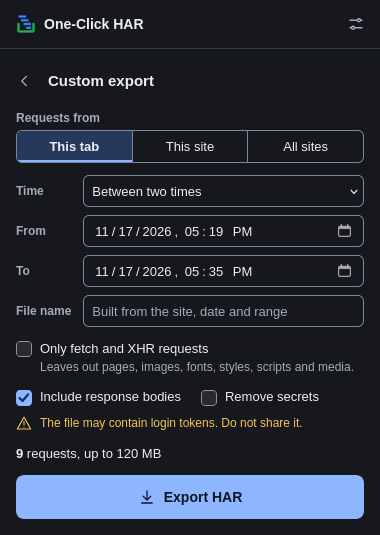 One-Click HAR
Custom export
Requests from
This tab
This site
All sites
Time
Between two times
From
11/17/2026, 05:19 PM
To
11/17/2026, 05:35 PM
File name
Built from the site, date and range
Only fetch and XHR requests
Leaves out pages, images, fonts, styles, scripts and media.
Include response bodies
Remove secrets
The file may contain login tokens. Do not share it.
9 requests, up to 120 MB
Export HAR